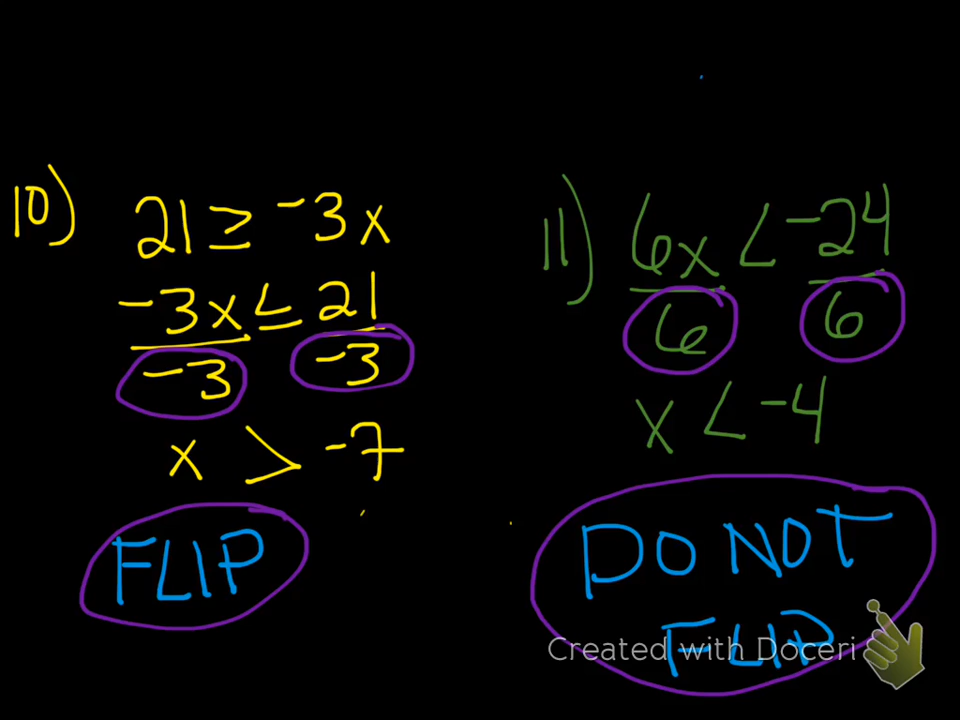 10) 21 ≥ -3x
-3x ≤ 21
-3 -3
x > -7
FLIP
11) 6x < -24
6 6
x < -4
DO NOT
FLIP
Created with Doceri